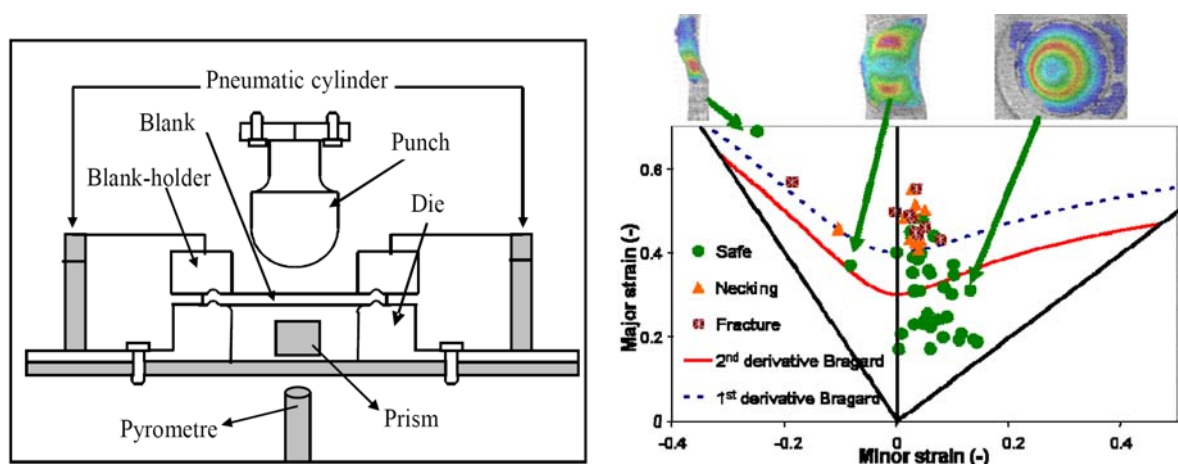 Pneumatic cylinder
Blank
Punch
Blank-holder
Die
Prism
Pyrometre
Major strain (-)
0.6
0.4
0.2
0
Safe
Necking
Fracture
2nd derivative Bragard
1st derivative Bragard
-0.4
-0.2
0
0.2
0.4
Minor strain (-)